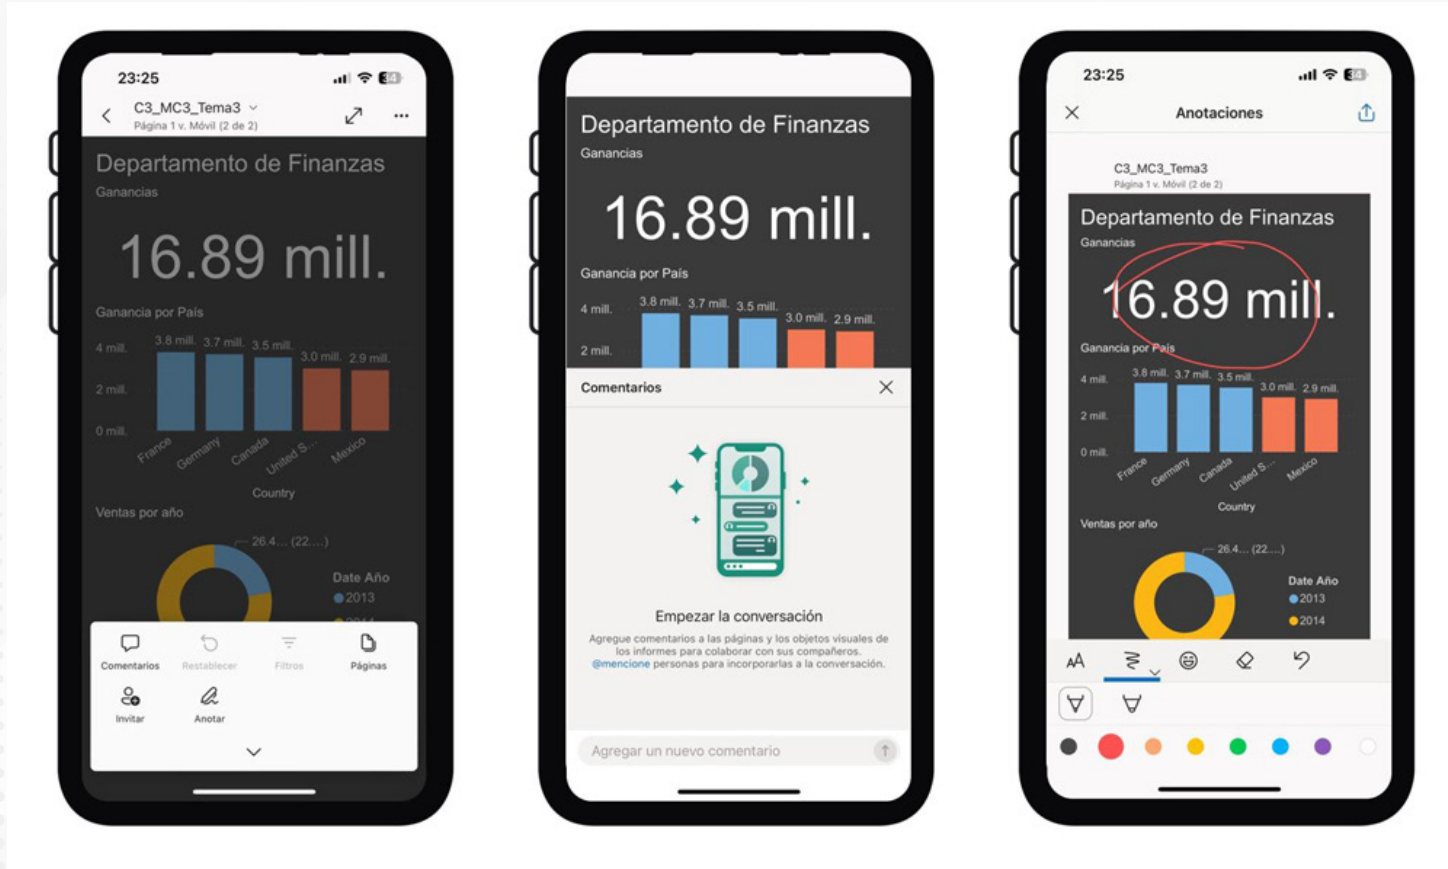 23:25
34
C3_MC3_Tema3
Página 1 v. Móvil (2 de 2)
Departamento de Finanzas
Ganancias
16.89 mill.
Ganancia por País
4 mill.
3.8 mill. 3.7 mill. 3.5 mill. 3.0 mill. 2.9 mill.
2 mill.
0 mill.
France Germany Canada United S... Mexico
Country
Ventas por año
26.4... (22....)
Date Año
2013
2014
Comentarios Restablecer Filtros Páginas
Invitar Anotar
Departamento de Finanzas
Ganancias
16.89 mill.
Ganancia por País
4 mill.
3.8 mill. 3.7 mill. 3.5 mill. 3.0 mill. 2.9 mill.
2 mill.
Comentarios
Empezar la conversación
Agregue comentarios a las páginas y los objetos visuales de
los informes para colaborar con sus compañeros.
@mencione personas para incorporarlas a la conversación.
Agregar un nuevo comentario
23:25
34
Anotaciones
C3_MC3_Tema3
Página 1 v. Móvil (2 de 2)
Departamento de Finanzas
Ganancias
16.89 mill.
Ganancia por País
4 mill.
3.8 mill. 3.7 mill. 3.5 mill. 3.0 mill. 2.9 mill.
2 mill.
0 mill.
France Germany Canada United S... Mexico
Country
Ventas por año
26.4... (22....)
Date Año
2013
2014
AA